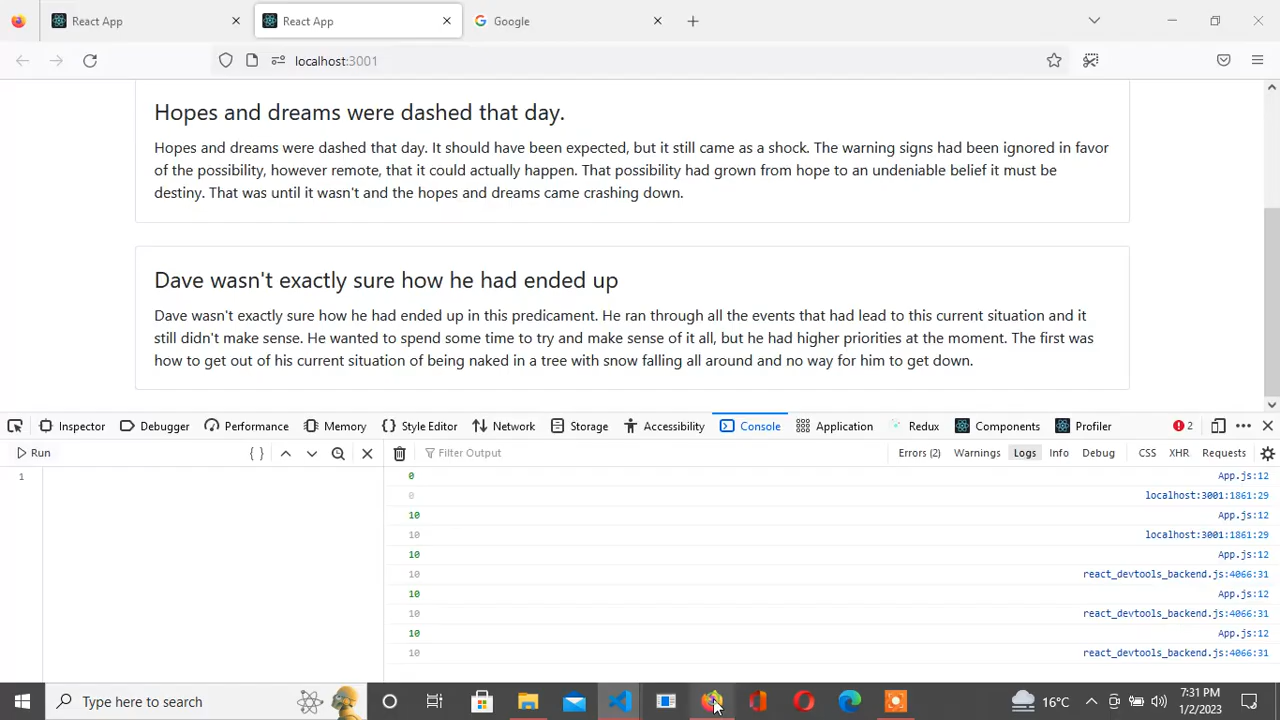 React App
React App
Google
localhost:3001
Hopes and dreams were dashed that day.
Hopes and dreams were dashed that day. It should have been expected, but it still came as a shock. The warning signs had been ignored in favor
of the possibility, however remote, that it could actually happen. That possibility had grown from hope to an undeniable belief it must be
destiny. That was until it wasn't and the hopes and dreams came crashing down.
Dave wasn't exactly sure how he had ended up
Dave wasn't exactly sure how he had ended up in this predicament. He ran through all the events that had lead to this current situation and it
still didn't make sense. He wanted to spend some time to try and make sense of it all, but he had higher priorities at the moment. The first was
how to get out of his current situation of being naked in a tree with snow falling all around and no way for him to get down.
Inspector Debugger Performance Memory Style Editor Network Storage Accessibility Console Application Redux Components Profiler 2
Run Filter Output Errors (2) Warnings Logs Info Debug CSS XHR Requests
1
0 App.js:12
0 localhost:3001:1861:29
10 App.js:12
10 localhost:3001:1861:29
10 App.js:12
10 react_devtools_backend.js:4066:31
10 App.js:12
10 react_devtools_backend.js:4066:31
10 App.js:12
10 react_devtools_backend.js:4066:31
Type here to search
16°C
7:31 PM
1/2/2023